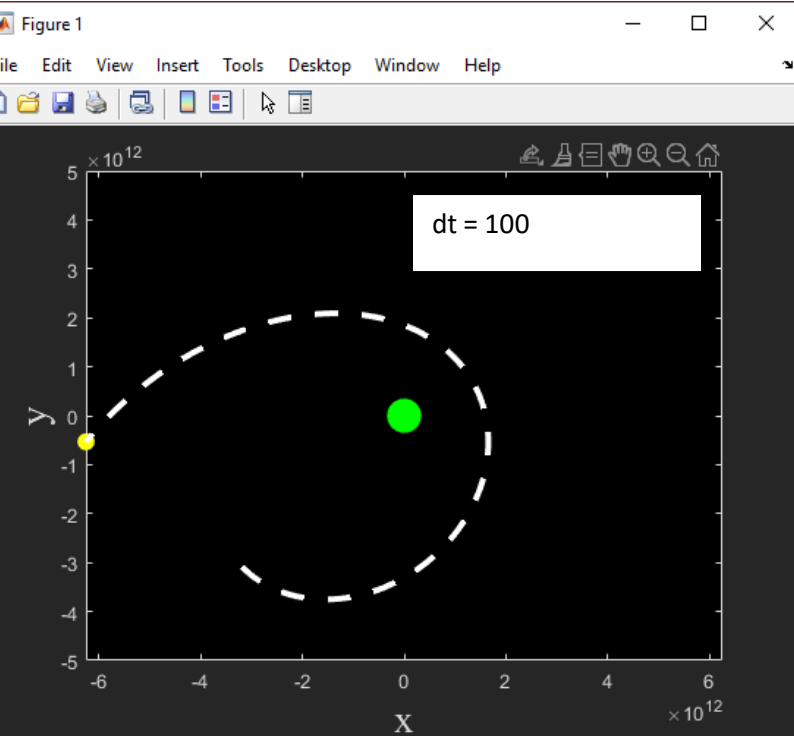 Figure 1
ile Edit View Insert Tools Desktop Window Help
×10^12
5
dt = 100
4
3
2
1
y 0
-1
-2
-3
-4
-5
-6 -4 -2 0 2 4 6
x ×10^12